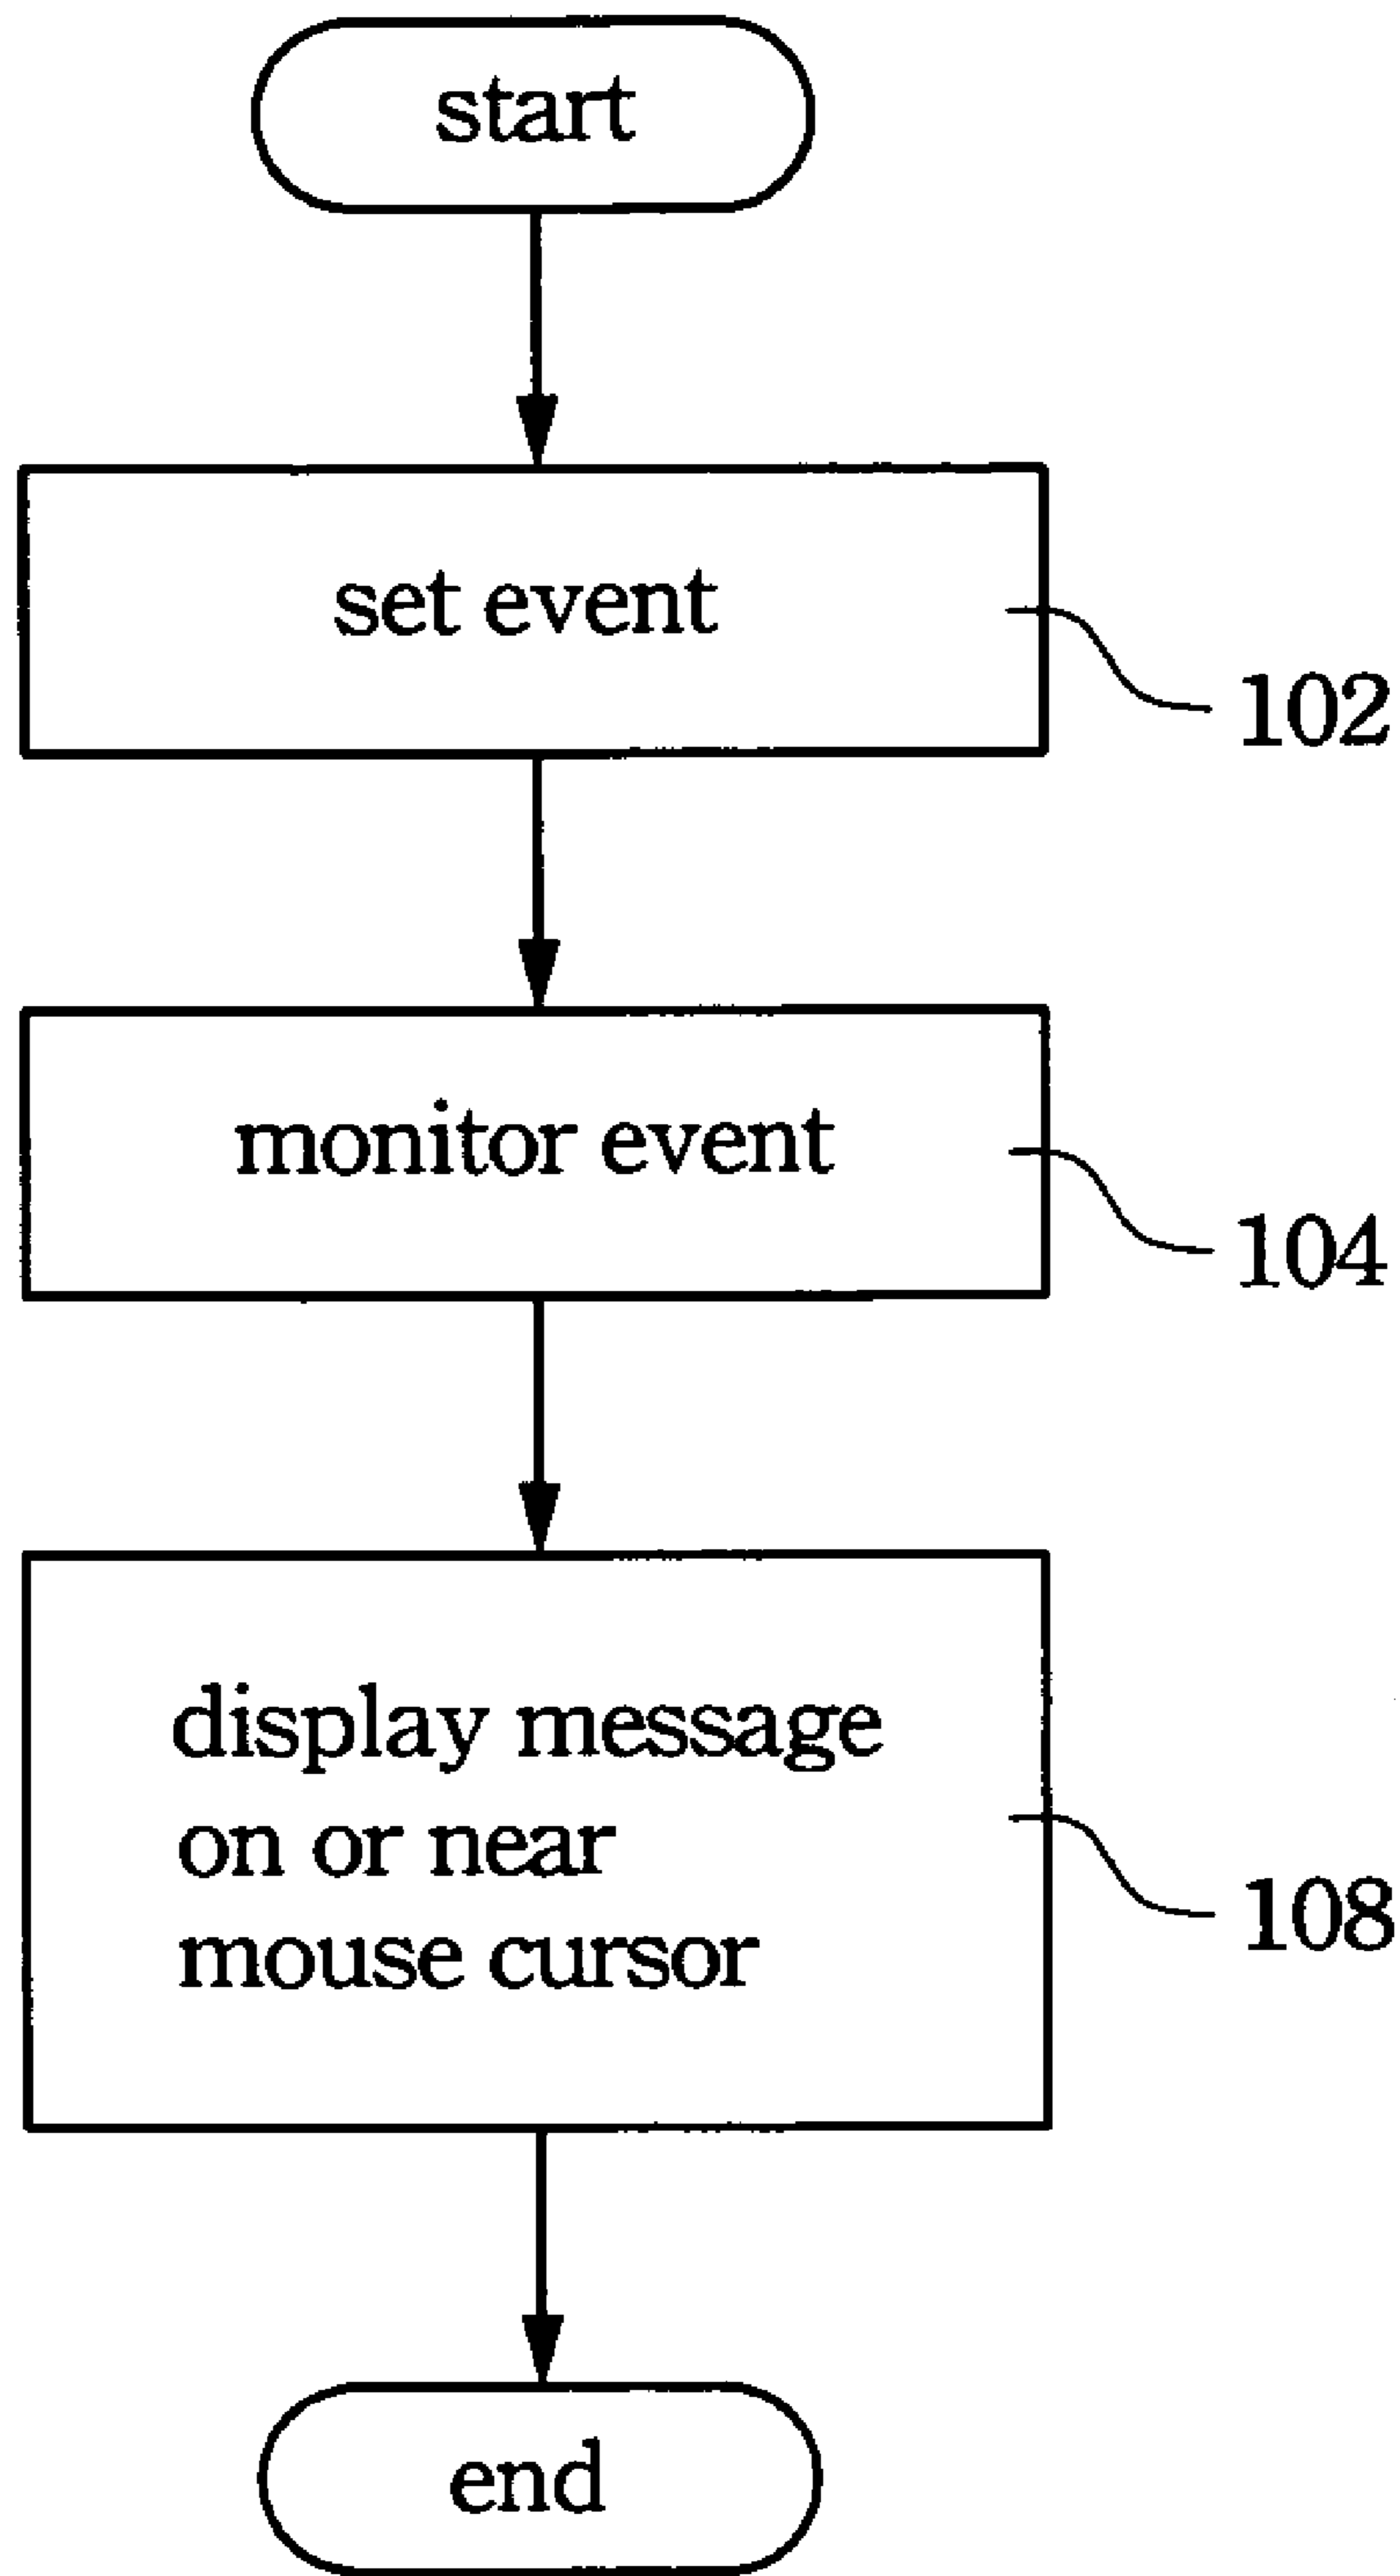 start
set event
102
monitor event
104
display message
on or near
mouse cursor
108
end